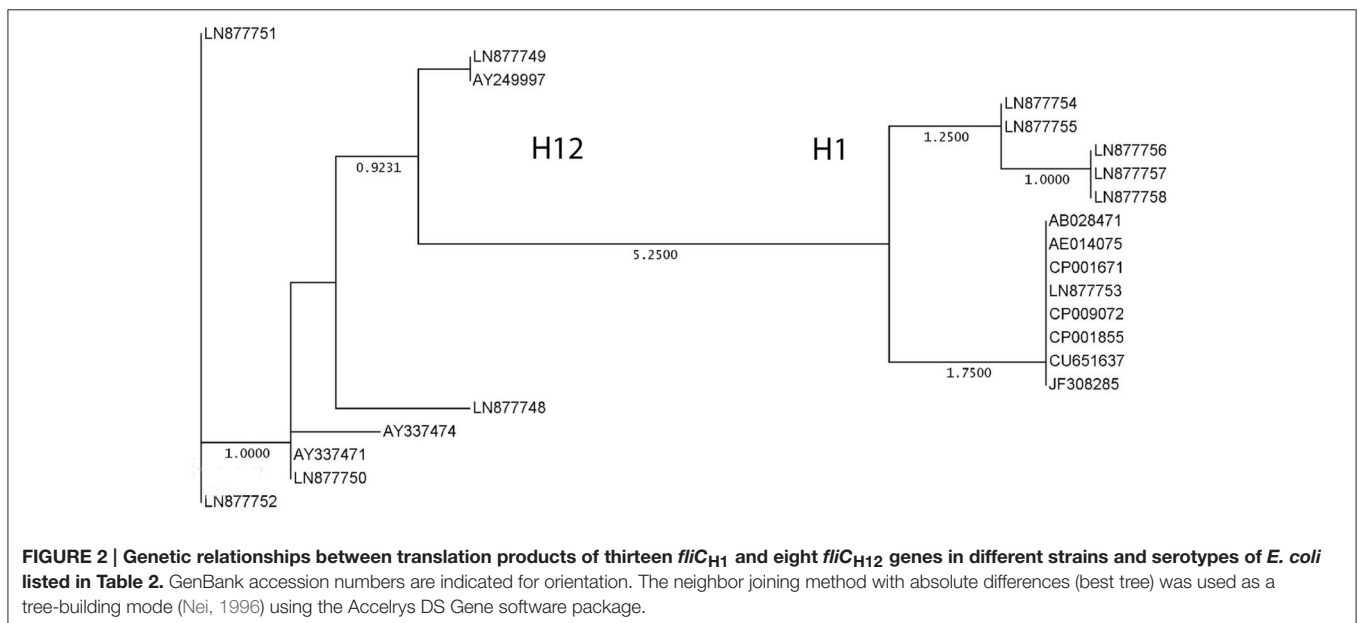 LN877751
LN877749
AY249997
LN877754
LN877755
1.2500
H12
H1
LN877756
0.9231
LN877757
1.0000
LN877758
AB028471
AE014075
5.2500
CP001671
LN877753
CP009072
CP001855
CU651637
1.7500
JF308285
LN877748
AY337474
1.0000
AY337471
LN877750
LN877752
FIGURE 2 | Genetic relationships between translation products of thirteen fliCH1 and eight fliCH12 genes in different strains and serotypes of E. coli
listed in Table 2. GenBank accession numbers are indicated for orientation. The neighbor joining method with absolute differences (best tree) was used as a
tree-building mode (Nei, 1996) using the Accelrys DS Gene software package.